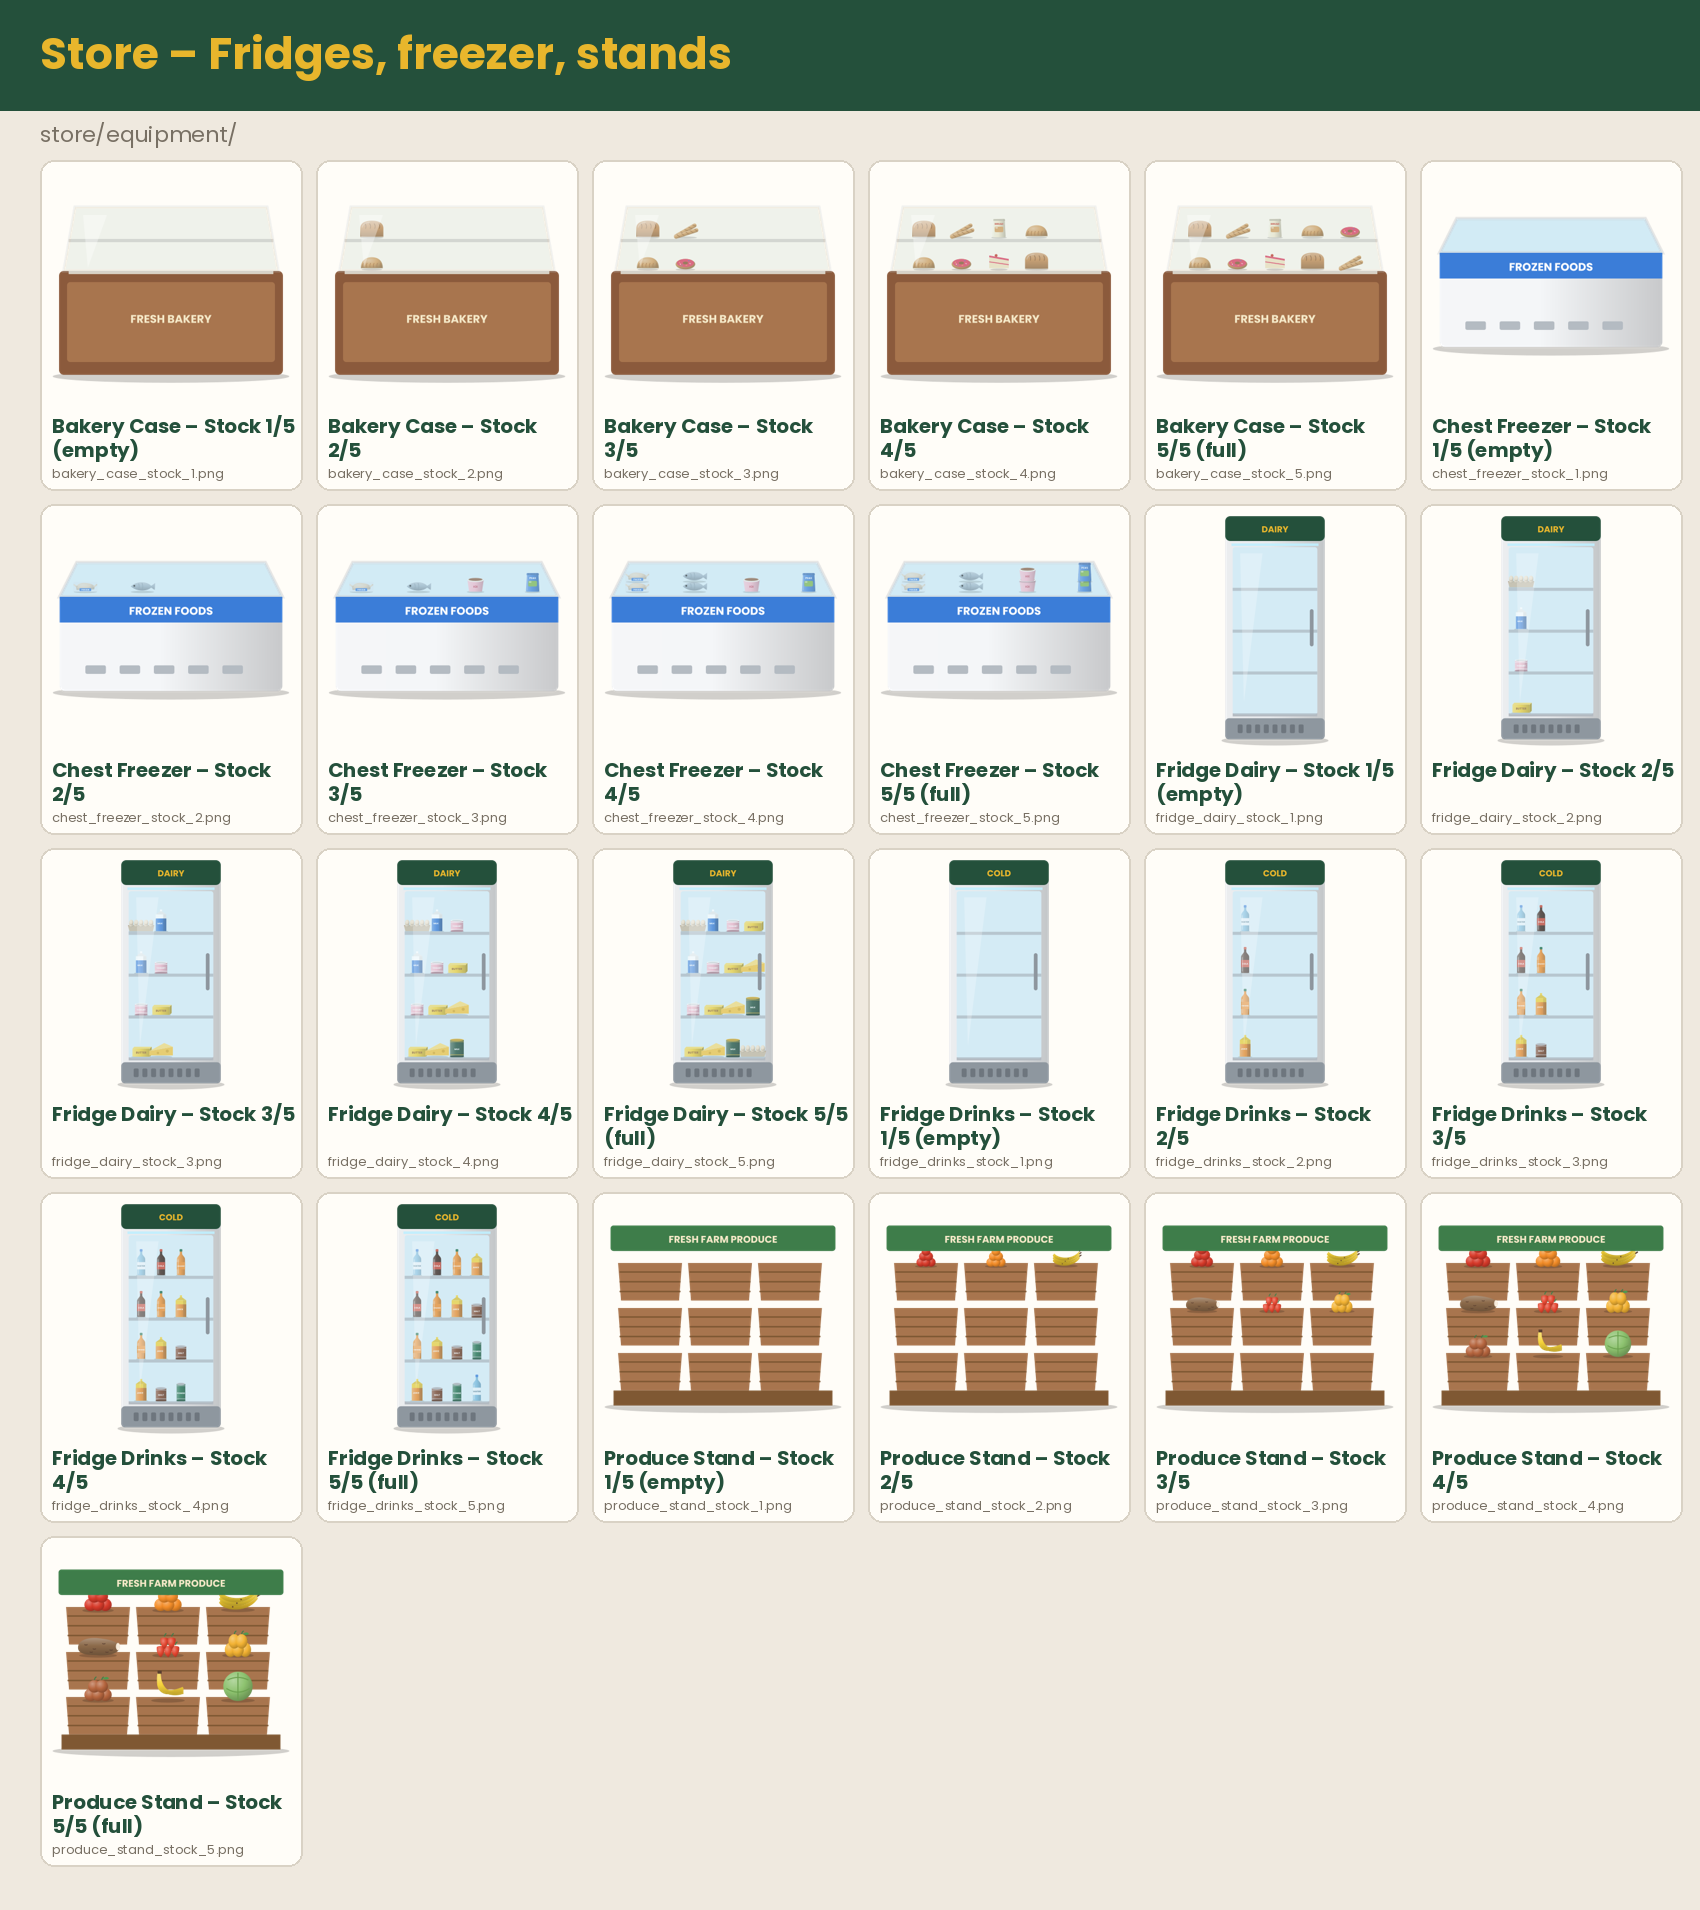 Store – Fridges, freezer, stands
store/equipment/
FRESH BAKERY
Bakery Case – Stock 1/5
(empty)
bakery_case_stock_1.png
FRESH BAKERY
Bakery Case – Stock
2/5
bakery_case_stock_2.png
FRESH BAKERY
Bakery Case – Stock
3/5
bakery_case_stock_3.png
FRESH BAKERY
Bakery Case – Stock
4/5
bakery_case_stock_4.png
FRESH BAKERY
Bakery Case – Stock
5/5 (full)
bakery_case_stock_5.png
FROZEN FOODS
Chest Freezer – Stock
1/5 (empty)
chest_freezer_stock_1.png
FROZEN FOODS
Chest Freezer – Stock
2/5
chest_freezer_stock_2.png
FROZEN FOODS
Chest Freezer – Stock
3/5
chest_freezer_stock_3.png
FROZEN FOODS
Chest Freezer – Stock
4/5
chest_freezer_stock_4.png
FROZEN FOODS
Chest Freezer – Stock
5/5 (full)
chest_freezer_stock_5.png
DAIRY
Fridge Dairy – Stock 1/5
(empty)
fridge_dairy_stock_1.png
DAIRY
Fridge Dairy – Stock 2/5
fridge_dairy_stock_2.png
DAIRY
Fridge Dairy – Stock 3/5
fridge_dairy_stock_3.png
DAIRY
Fridge Dairy – Stock 4/5
fridge_dairy_stock_4.png
DAIRY
Fridge Dairy – Stock 5/5
(full)
fridge_dairy_stock_5.png
COLD
Fridge Drinks – Stock
1/5 (empty)
fridge_drinks_stock_1.png
COLD
Fridge Drinks – Stock
2/5
fridge_drinks_stock_2.png
COLD
Fridge Drinks – Stock
3/5
fridge_drinks_stock_3.png
COLD
Fridge Drinks – Stock
4/5
fridge_drinks_stock_4.png
COLD
Fridge Drinks – Stock
5/5 (full)
fridge_drinks_stock_5.png
FRESH FARM PRODUCE
Produce Stand – Stock
1/5 (empty)
produce_stand_stock_1.png
FRESH FARM PRODUCE
Produce Stand – Stock
2/5
produce_stand_stock_2.png
FRESH FARM PRODUCE
Produce Stand – Stock
3/5
produce_stand_stock_3.png
FRESH FARM PRODUCE
Produce Stand – Stock
4/5
produce_stand_stock_4.png
FRESH FARM PRODUCE
Produce Stand – Stock
5/5 (full)
produce_stand_stock_5.png